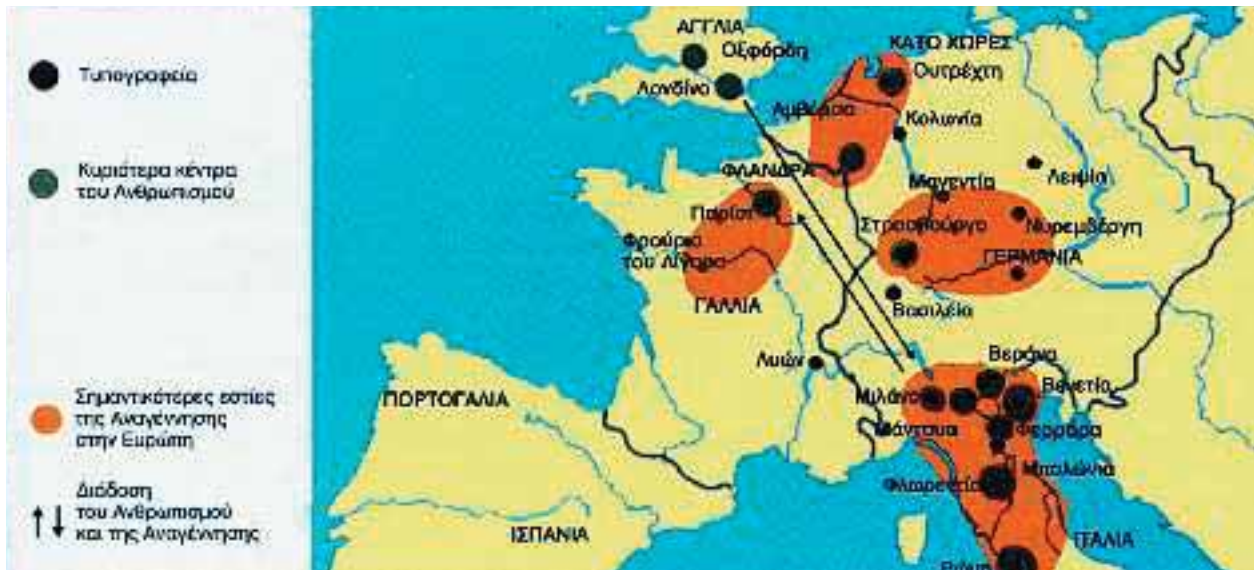 Τυπογραφεία
Κυριότερα κέντρα
του Ανθρωπισμού
Σημαντικότερες εστίες
της Αναγέννησης
στην Ευρώπη
Διάδοση
του Ανθρωπισμού
και της Αναγέννησης
ΑΓΓΛΙΑ
Οξφόρδη
Λονδίνο
ΚΑΤΩ ΧΩΡΕΣ
Ουτρέχτη
Αμβέρσα
Κολωνία
ΦΛΑΝΔΡΑ
Μαγεντία
Λειψία
Παρίσι
Στρασβούργο
Νυρεμβέργη
Φρούρια
του Λίγηρα
ΓΕΡΜΑΝΙΑ
ΓΑΛΛΙΑ
Βασιλεία
Λυών
Βερόνα
Βενετία
ΠΟΡΤΟΓΑΛΙΑ
Μιλάνο
Μάντουα
Φερράρα
Μπολώνια
Φλωρεντία
ΙΣΠΑΝΙΑ
ΙΤΑΛΙΑ